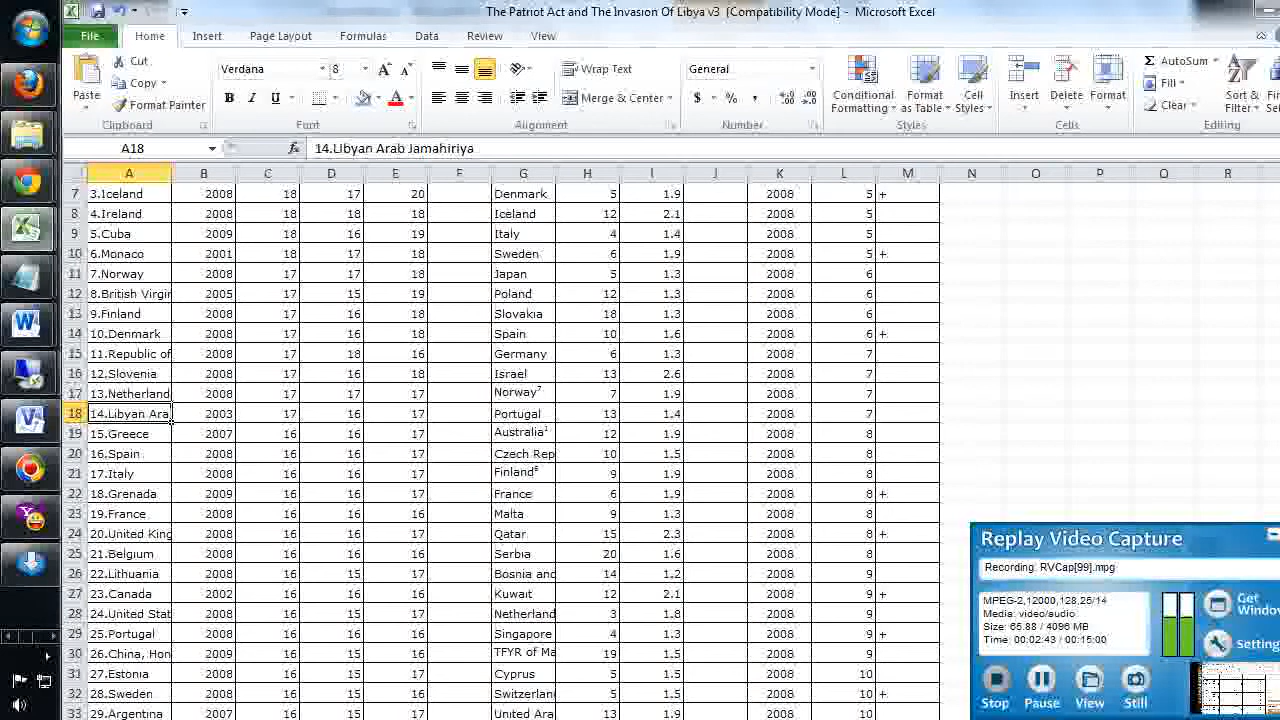 The Patriot Act and The Invasion Of Libya v3 [Compatibility Mode] - Microsoft Excel
File Home Insert Page Layout Formulas Data Review View
Paste Cut Copy Format Painter Clipboard
Verdana 8 B I U Font
Wrap Text Merge & Center Alignment
General $ % , Number
Conditional Formatting Format as Table Cell Styles Styles
Insert Delete Format Cells
AutoSum Fill Clear Sort & Filter Editing
A18 fx 14.Libyan Arab Jamahiriya
A B C D E F G H I J K L M N O P Q R
7 3.Iceland 2008 18 17 20 Denmark 5 1.9 2008 5 +
8 4.Ireland 2008 18 18 18 Iceland 12 2.1 2008 5
9 5.Cuba 2009 18 16 19 Italy 4 1.4 2008 5
10 6.Monaco 2001 18 17 18 Sweden 6 1.9 2008 5 +
11 7.Norway 2008 17 17 18 Japan 5 1.3 2008 6
12 8.British Virgin 2005 17 15 19 Poland 12 1.3 2008 6
13 9.Finland 2008 17 16 18 Slovakia 18 1.3 2008 6
14 10.Denmark 2008 17 16 18 Spain 10 1.6 2008 6 +
15 11.Republic of 2008 17 18 16 Germany 6 1.3 2008 7
16 12.Slovenia 2008 17 16 18 Israel 13 2.6 2008 7
17 13.Netherland 2008 17 17 16 Norway7 7 1.9 2008 7
18 14.Libyan Ara 2003 17 16 17 Portugal 13 1.4 2008 7
19 15.Greece 2007 16 16 17 Australia1 12 1.9 2008 8
20 16.Spain 2008 16 16 17 Czech Rep 10 1.5 2008 8
21 17.Italy 2008 16 16 17 Finland6 9 1.9 2008 8
22 18.Grenada 2009 16 16 17 France 6 1.9 2008 8 +
23 19.France 2008 16 16 17 Malta 9 1.3 2008 8
24 20.United King 2008 16 16 17 Qatar 15 2.3 2008 8 +
25 21.Belgium 2008 16 16 17 Serbia 20 1.6 2008 8
26 22.Lithuania 2008 16 15 17 Bosnia and 14 1.2 2008 9
27 23.Canada 2002 16 16 17 Kuwait 12 2.1 2008 9 +
28 24.United Stat 2008 16 15 17 Netherland 3 1.8 2008 9
29 25.Portugal 2008 16 15 17 Singapore 4 1.3 2008 9 +
30 26.China, Hon 2008 16 16 15 TFYR of Ma 19 1.5 2008 9
31 27.Estonia 2008 16 15 17 Cyprus 5 1.5 2008 10
32 28.Sweden 2008 16 15 16 Switzerland 5 1.5 2008 10 +
33 29.Argentina 2007 16 15 17 United Ara 13 1.9 2008 10
Replay Video Capture
Recording: RVCap[99].mpg
MPEG-2,12000,128,25/14
Media: video/audio
Size: 65.88 / 4096 MB
Time: 00:02:43 / 00:15:00
Get Window
Setting
Stop Pause View Still